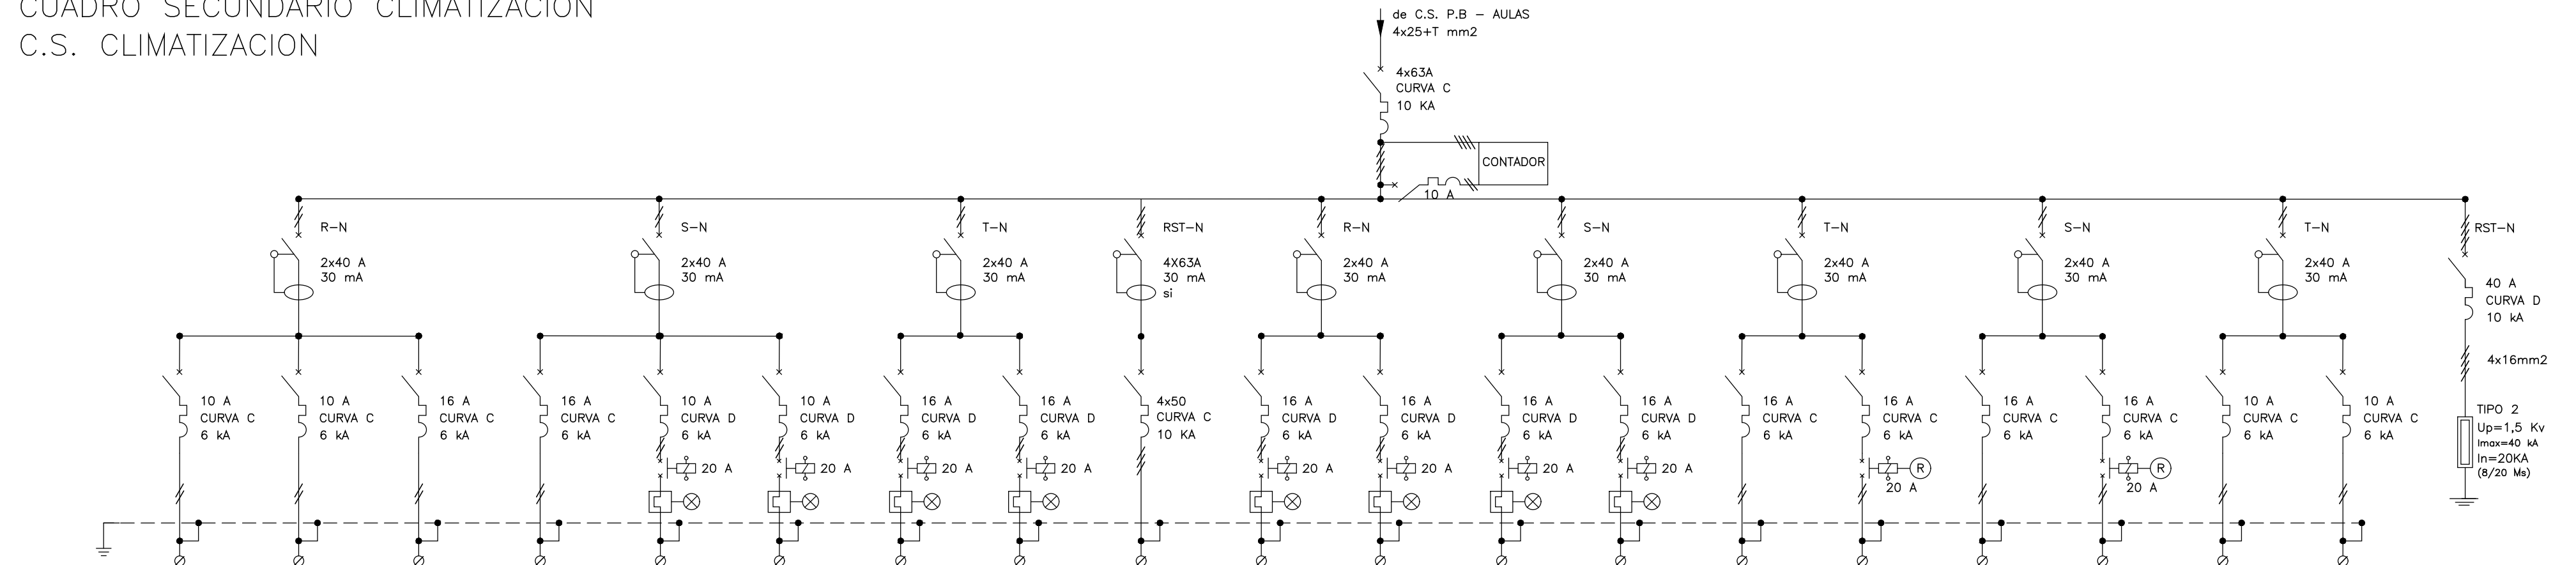 CUADRO SECUNDARIO CLIMATIZACION
C.S. CLIMATIZACION
de C.S. P.B - AULAS
4x25+T mm2
4x63A
CURVA C
10 KA
CONTADOR
10 A
R-N
2x40 A
30 mA
S-N
2x40 A
30 mA
T-N
2x40 A
30 mA
RST-N
4X63A
30 mA
si
R-N
2x40 A
30 mA
S-N
2x40 A
30 mA
T-N
2x40 A
30 mA
S-N
2x40 A
30 mA
T-N
2x40 A
30 mA
RST-N
40 A
CURVA D
10 kA
4x16mm2
TIPO 2
Up=1,5 Kv
Imax=40 kA
In=20KA
(8/20 Ms)
10 A
CURVA C
6 kA
10 A
CURVA C
6 kA
16 A
CURVA C
6 kA
16 A
CURVA C
6 kA
10 A
CURVA D
6 kA
20 A
10 A
CURVA D
6 kA
20 A
16 A
CURVA D
6 kA
20 A
16 A
CURVA D
6 kA
20 A
4x50
CURVA C
10 KA
16 A
CURVA D
6 kA
20 A
16 A
CURVA D
6 kA
20 A
16 A
CURVA D
6 kA
20 A
16 A
CURVA D
6 kA
20 A
16 A
CURVA C
6 kA
16 A
CURVA C
6 kA
R
20 A
16 A
CURVA C
6 kA
16 A
CURVA C
6 kA
R
20 A
10 A
CURVA C
6 kA
10 A
CURVA C
6 kA